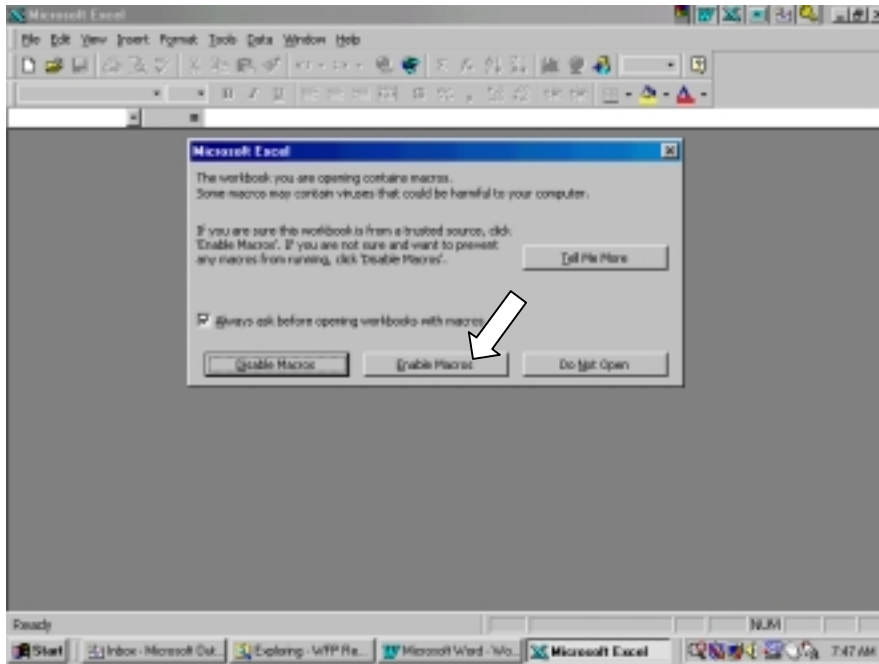 Microsoft Excel
File Edit View Insert Format Tools Data Window Help
Microsoft Excel
The workbook you are opening contains macros.
Some macros may contain viruses that could be harmful to your computer.
If you are sure this workbook is from a trusted source, click
'Enable Macros'. If you are not sure and want to prevent
any macros from running, click 'Disable Macros'.
Tell Me More
Always ask before opening workbooks with macros
Disable Macros Enable Macros Do Not Open
Ready NUM
Start Inbox - Microsoft Out... Exploring - WFP Re... Microsoft Word - Wo... Microsoft Excel 7:47 AM